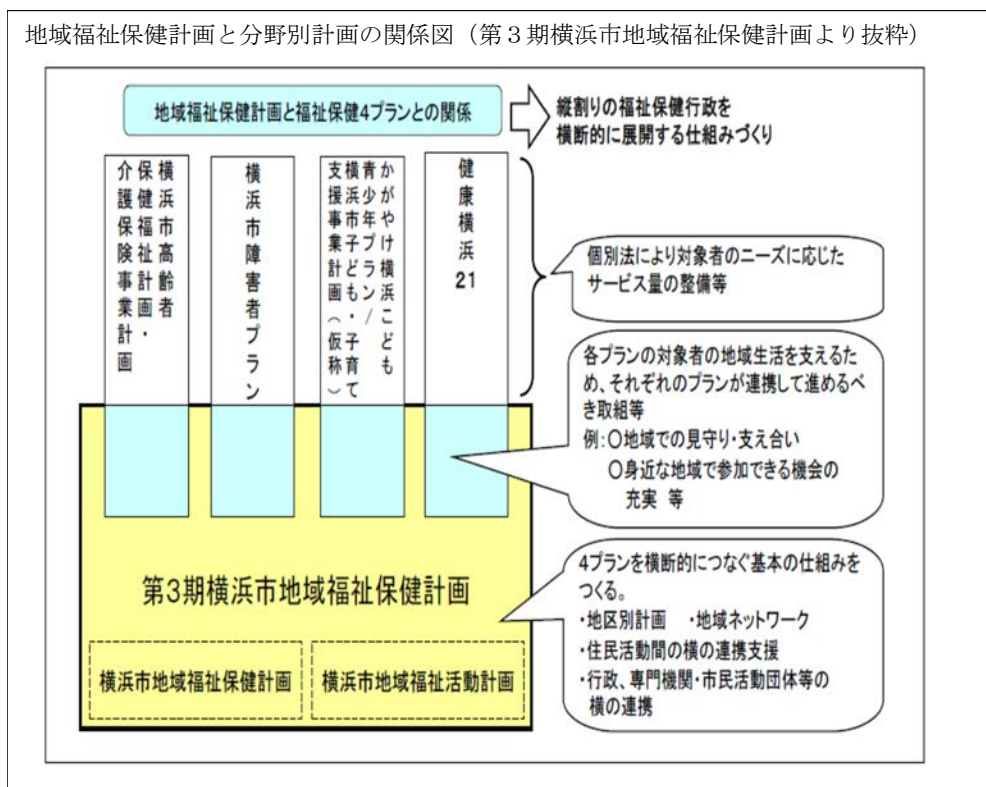 地域福祉保健計画と分野別計画の関係図（第３期横浜市地域福祉保健計画より抜粋）
地域福祉保健計画と福祉保健4プランとの関係
縦割りの福祉保健行政を
横断的に展開する仕組みづくり
横浜市高齢者
保健福祉計画・
介護保険事業計画
横浜市障害者プラン
かがやけ横浜こども
青少年プラン/
横浜市子ども・子育て
支援事業計画(仮称)
健康横浜21
個別法により対象者のニーズに応じた
サービス量の整備等
各プランの対象者の地域生活を支えるた
め、それぞれのプランが連携して進めるべ
き取組等
例:○地域での見守り・支え合い
○身近な地域で参加できる機会の
充実 等
第3期横浜市地域福祉保健計画
4プランを横断的につなぐ基本の仕組みを
つくる。
・地区別計画 ・地域ネットワーク
・住民活動間の横の連携支援
・行政、専門機関・市民活動団体等の
横の連携
横浜市地域福祉保健計画
横浜市地域福祉活動計画